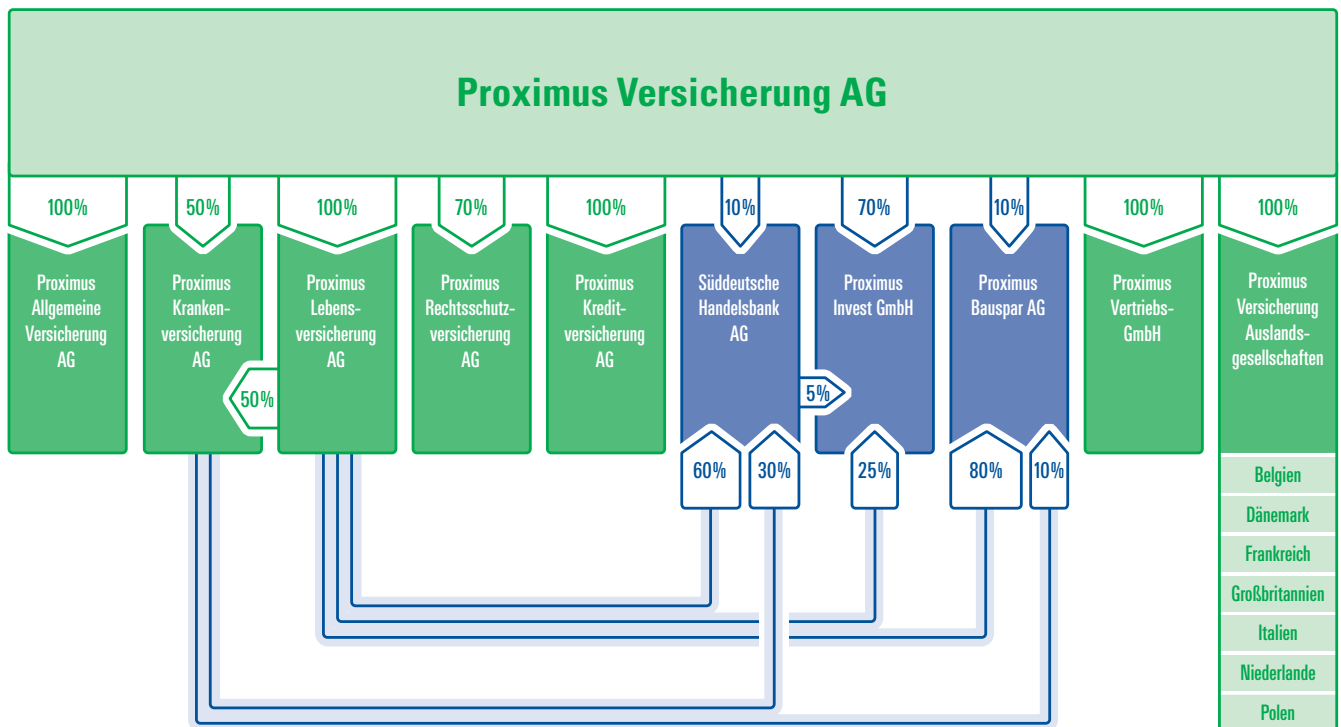 Proximus Versicherung AG
100%
50%
100%
70%
100%
10%
70%
10%
100%
100%
Proximus
Allgemeine
Versicherung
AG
Proximus
Kranken-
versicherung
AG
Proximus
Lebens-
versicherung
AG
Proximus
Rechtsschutz-
versicherung
AG
Proximus
Kredit-
versicherung
AG
Süddeutsche
Handelsbank
AG
Proximus
Invest GmbH
Proximus
Bauspar AG
Proximus
Vertriebs-
GmbH
Proximus
Versicherung
Auslands-
gesellschaften
50%
5%
60%
30%
25%
80%
10%
Belgien
Dänemark
Frankreich
Großbritannien
Italien
Niederlande
Polen